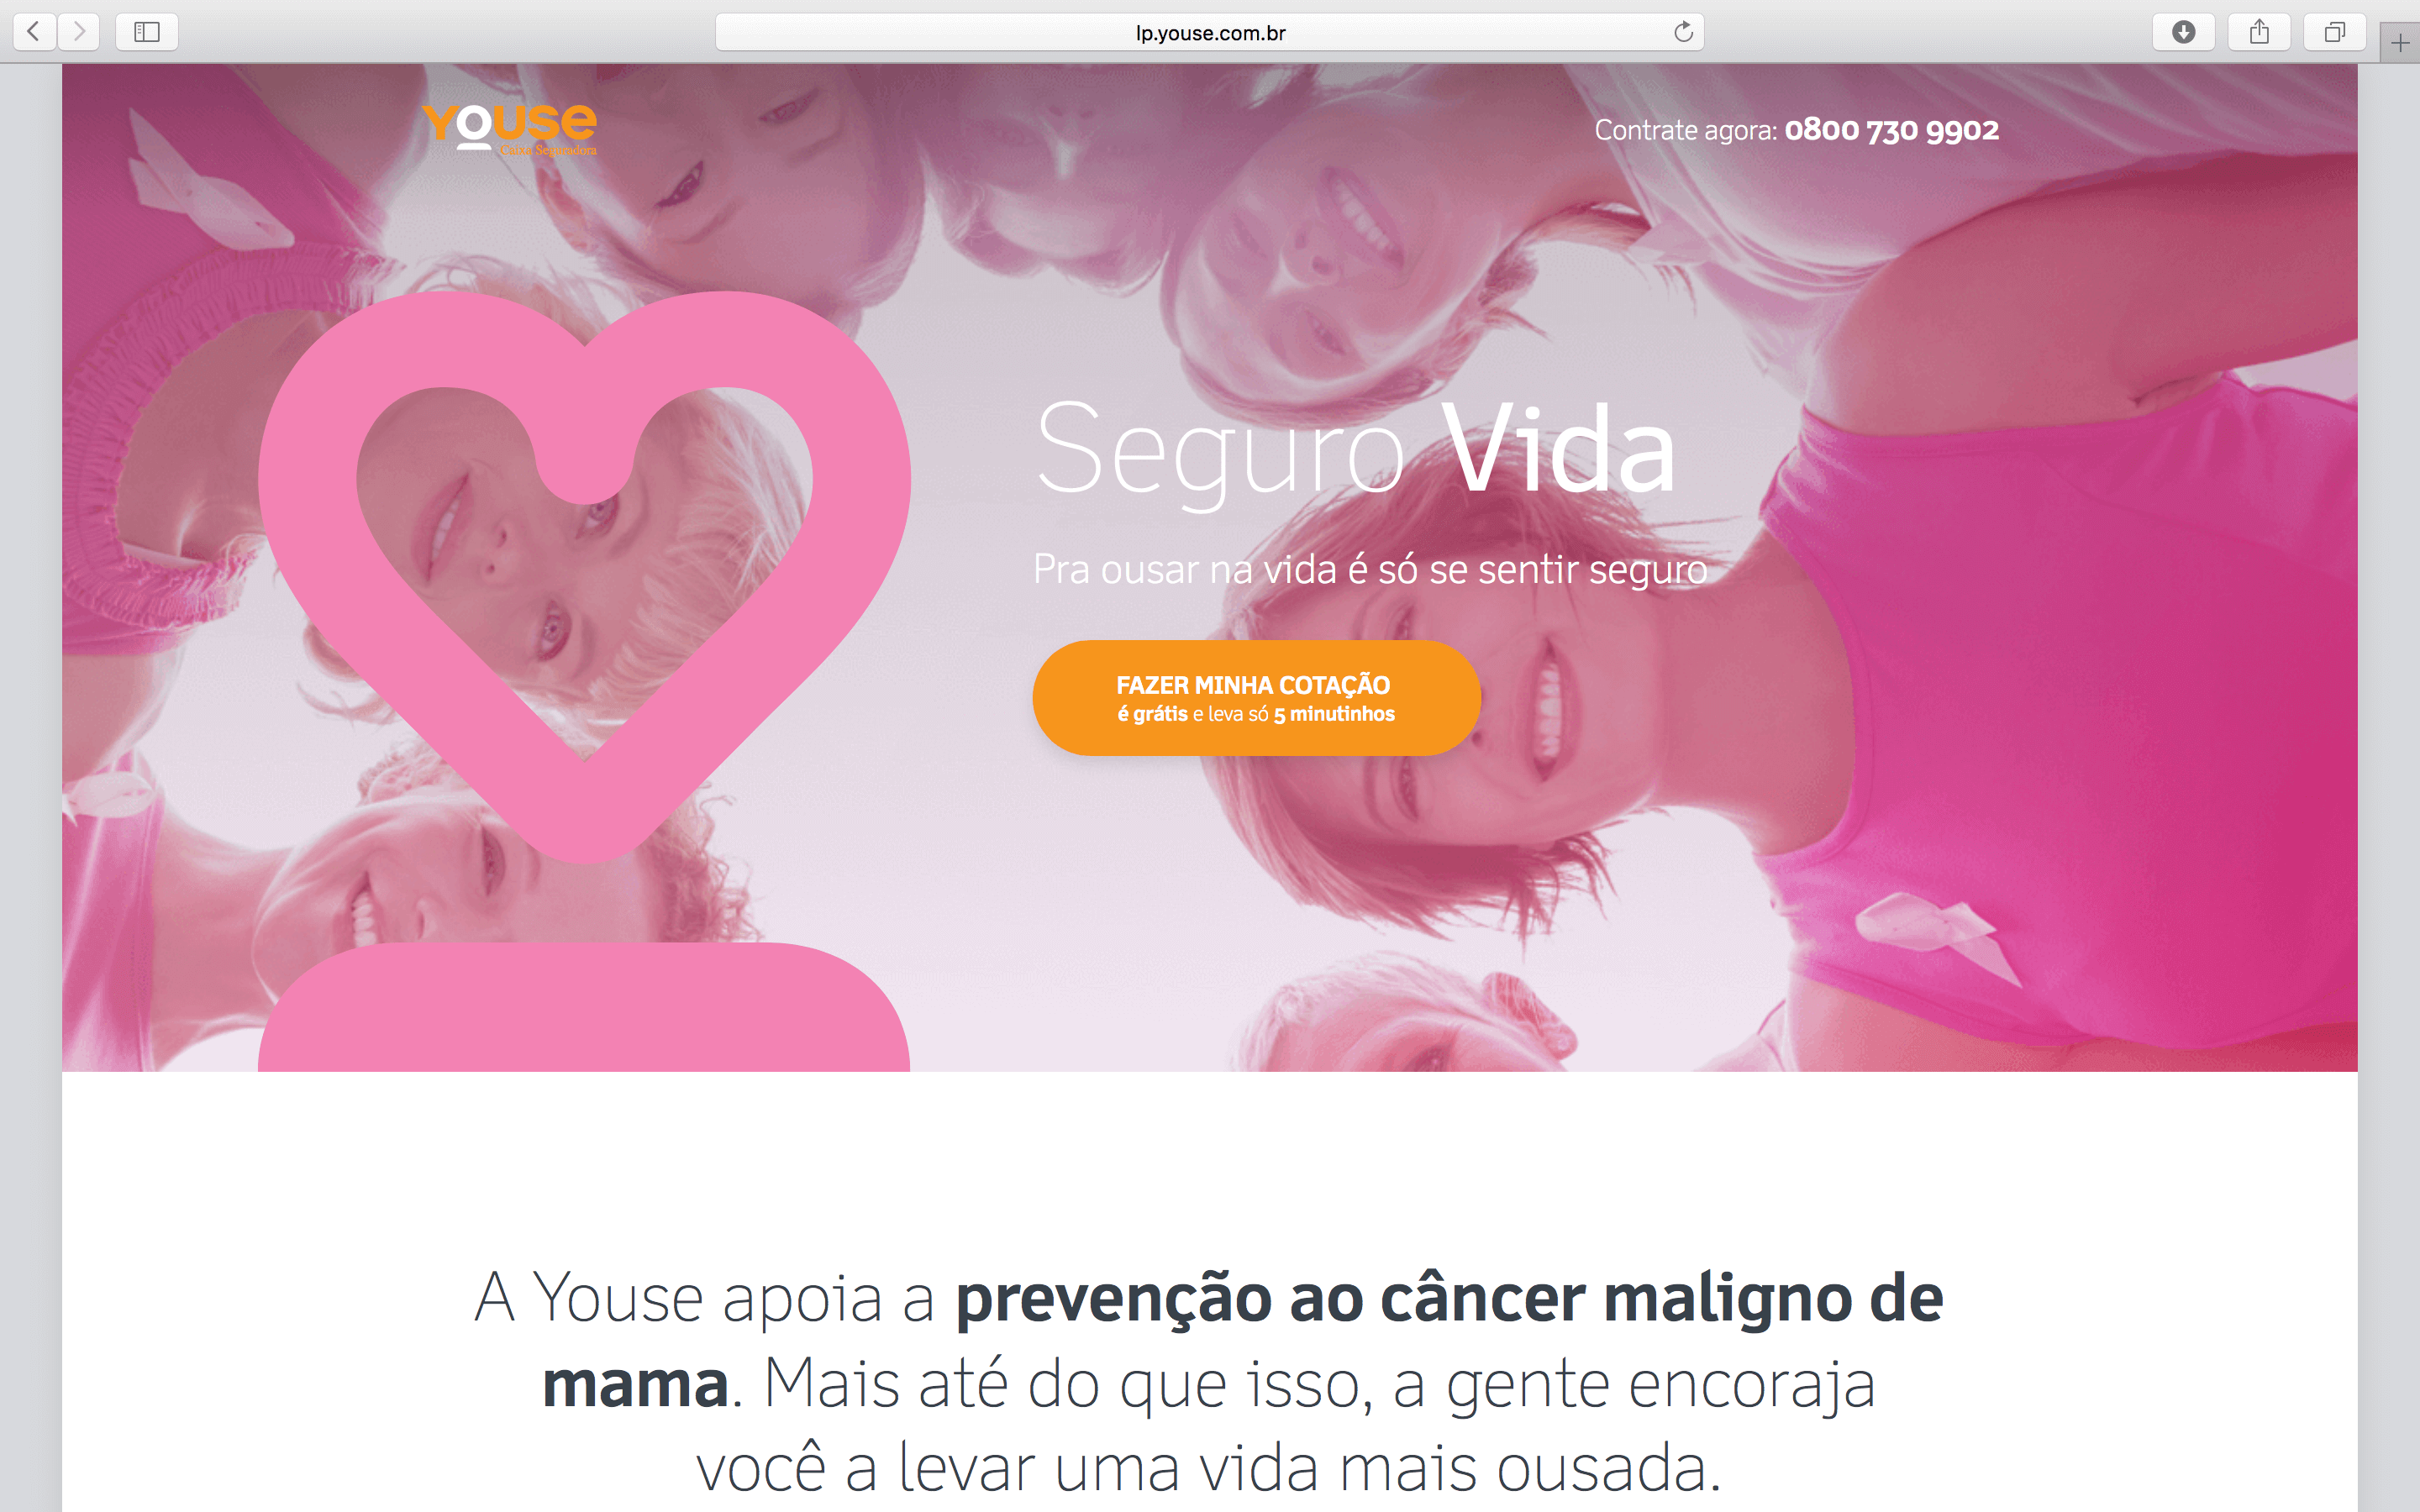 lp.youse.com.br
Youse
Caixa Seguradora
Contrate agora: 0800 730 9902
Seguro Vida
Pra ousar na vida é só se sentir seguro
FAZER MINHA COTAÇÃO
é grátis e leva só 5 minutinhos
A Youse apoia a prevenção ao câncer maligno de
mama. Mais até do que isso, a gente encoraja
você a levar uma vida mais ousada.